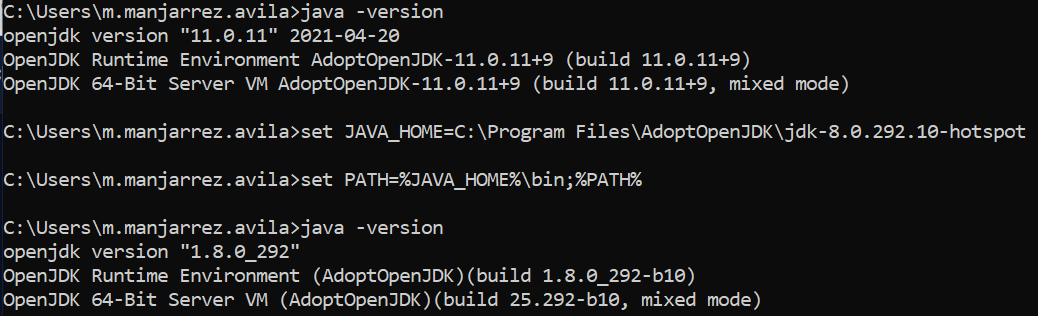 C:\Users\m.manjarrez.avila>java -version
openjdk version "11.0.11" 2021-04-20
OpenJDK Runtime Environment AdoptOpenJDK-11.0.11+9 (build 11.0.11+9)
OpenJDK 64-Bit Server VM AdoptOpenJDK-11.0.11+9 (build 11.0.11+9, mixed mode)
C:\Users\m.manjarrez.avila>set JAVA_HOME=C:\Program Files\AdoptOpenJDK\jdk-8.0.292.10-hotspot
C:\Users\m.manjarrez.avila>set PATH=%JAVA_HOME%\bin;%PATH%
C:\Users\m.manjarrez.avila>java -version
openjdk version "1.8.0_292"
OpenJDK Runtime Environment (AdoptOpenJDK)(build 1.8.0_292-b10)
OpenJDK 64-Bit Server VM (AdoptOpenJDK)(build 25.292-b10, mixed mode)